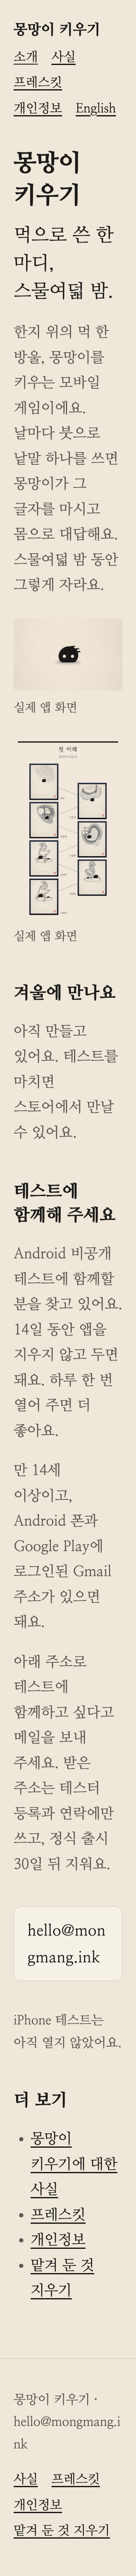 몽망이 키우기
소개 사실
프레스킷
개인정보 English
몽망이
키우기
먹으로 쓴 한
마디,
스물여덟 밤.
한지 위의 먹 한
방울, 몽망이를
키우는 모바일
게임이에요.
날마다 붓으로
낱말 하나를 쓰면
몽망이가 그
글자를 마시고
몸으로 대답해요.
스물여덟 밤 동안
그렇게 자라요.
실제 앱 화면
첫 이레
실제 앱 화면
겨울에 만나요
아직 만들고
있어요. 테스트를
마치면
스토어에서 만날
수 있어요.
테스트에
함께해 주세요
Android 비공개
테스트에 함께할
분을 찾고 있어요.
14일 동안 앱을
지우지 않고 두면
돼요. 하루 한 번
열어 주면 더
좋아요.
만 14세
이상이고,
Android 폰과
Google Play에
로그인된 Gmail
주소가 있으면
돼요.
아래 주소로
테스트에
함께하고 싶다고
메일을 보내
주세요. 받은
주소는 테스터
등록과 연락에만
쓰고, 정식 출시
30일 뒤 지워요.
hello@mon
gmang.ink
iPhone 테스트는
아직 열지 않았어요.
더 보기
몽망이
키우기에 대한
사실
프레스킷
개인정보
맡겨 둔 것
지우기
몽망이 키우기 ·
hello@mongmang.i
nk
사실 프레스킷
개인정보
맡겨 둔 것 지우기